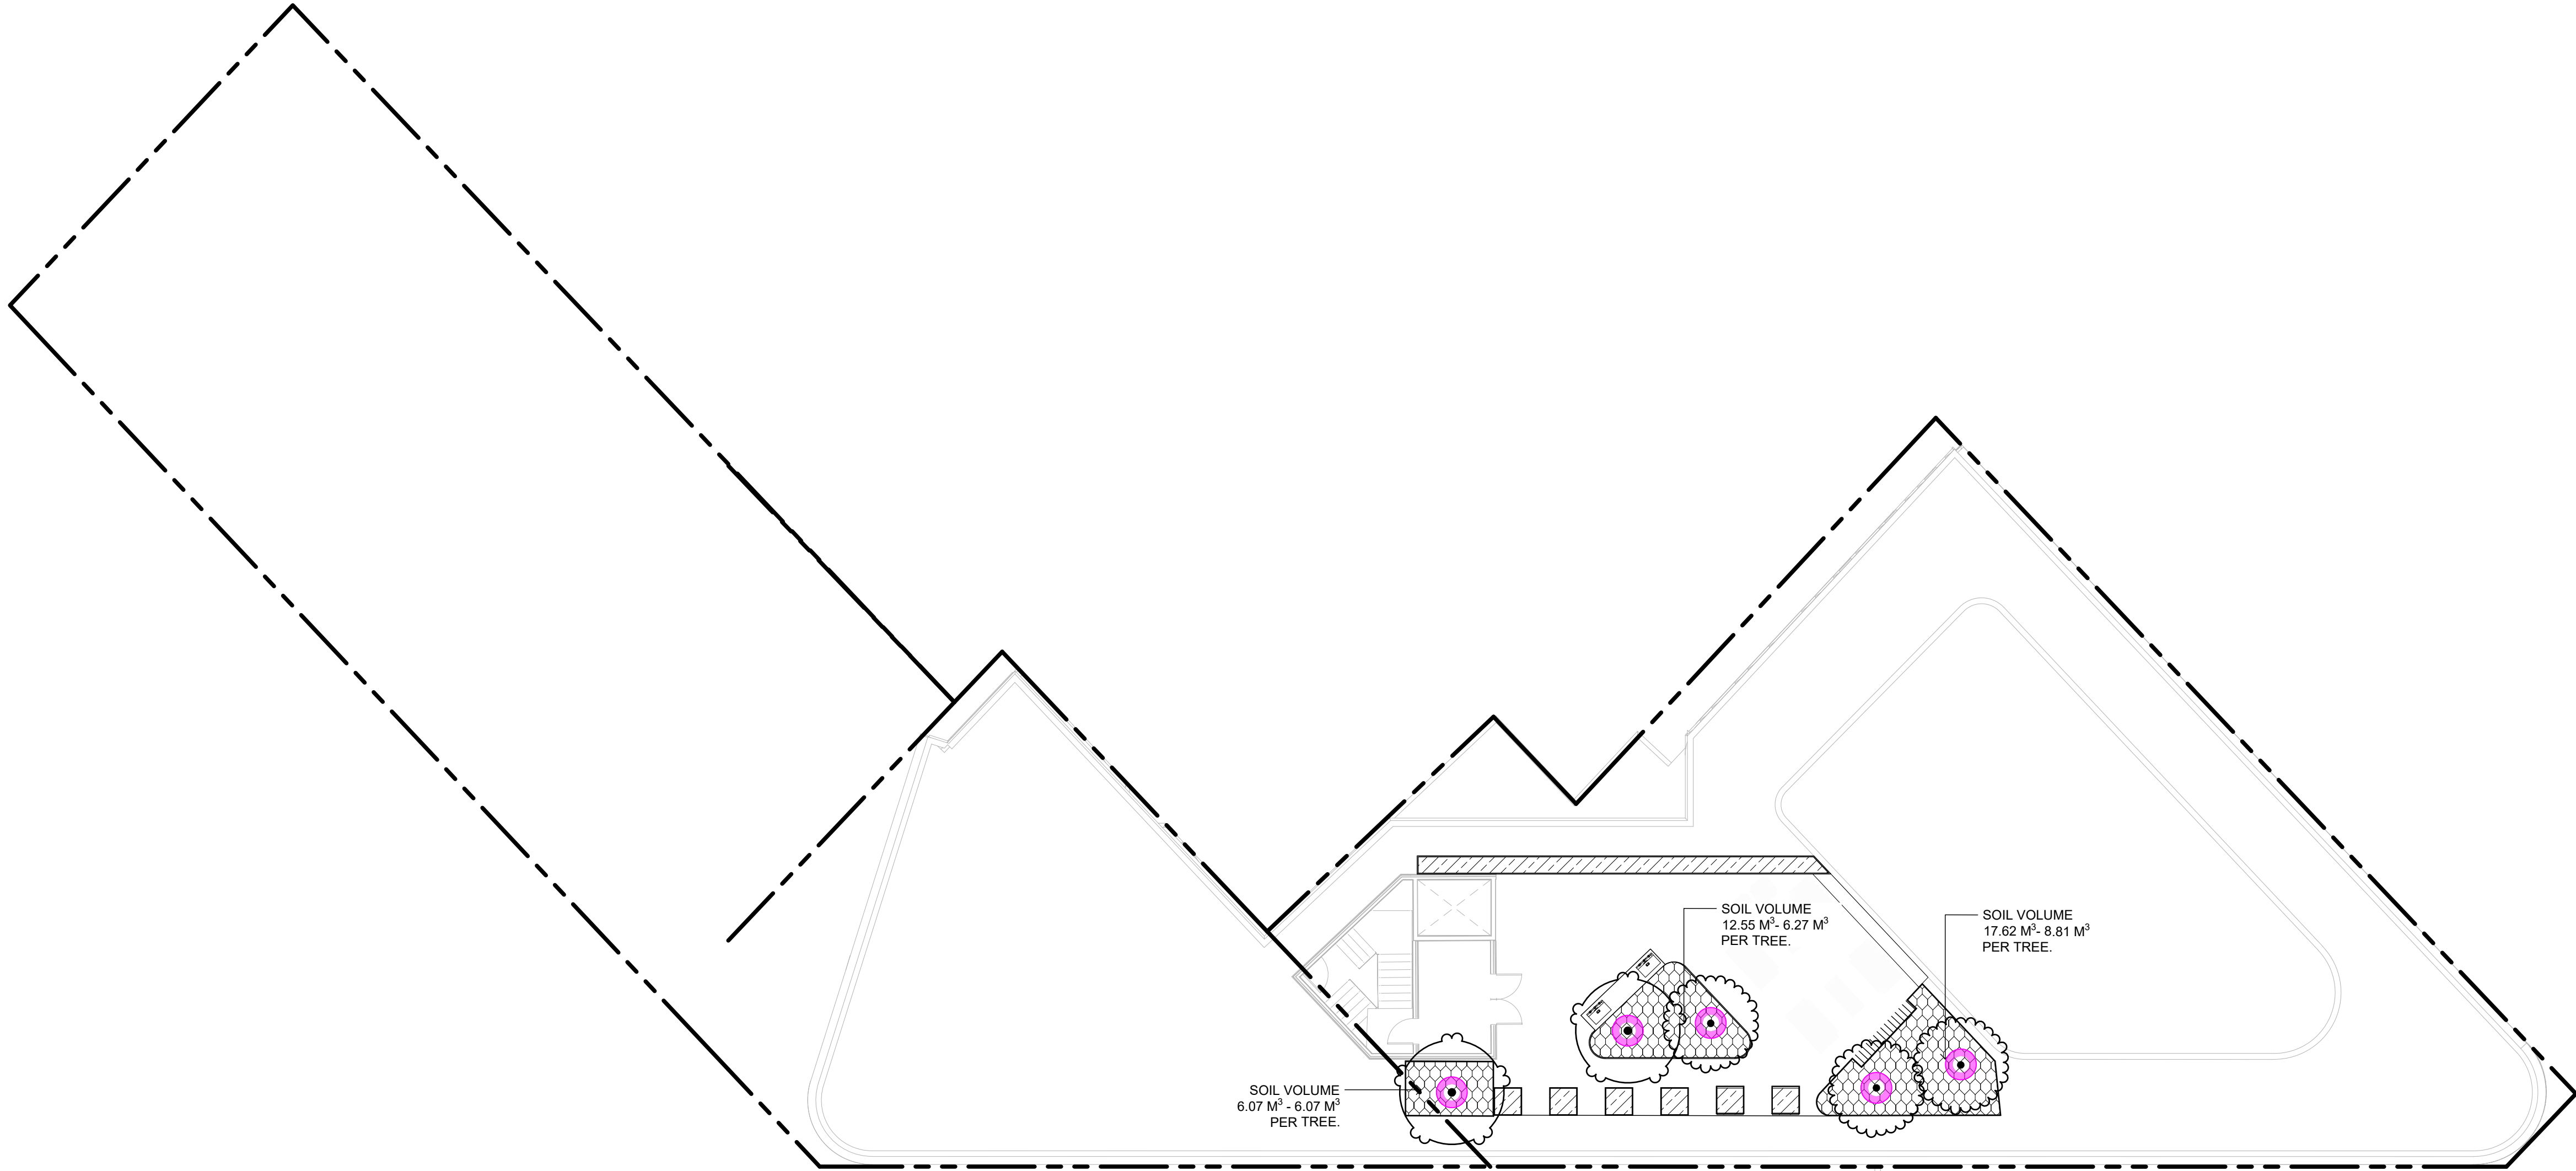 SOIL VOLUME
12.55 M³- 6.27 M³
PER TREE.
SOIL VOLUME
17.62 M³- 8.81 M³
PER TREE.
SOIL VOLUME
6.07 M³ - 6.07 M³
PER TREE.